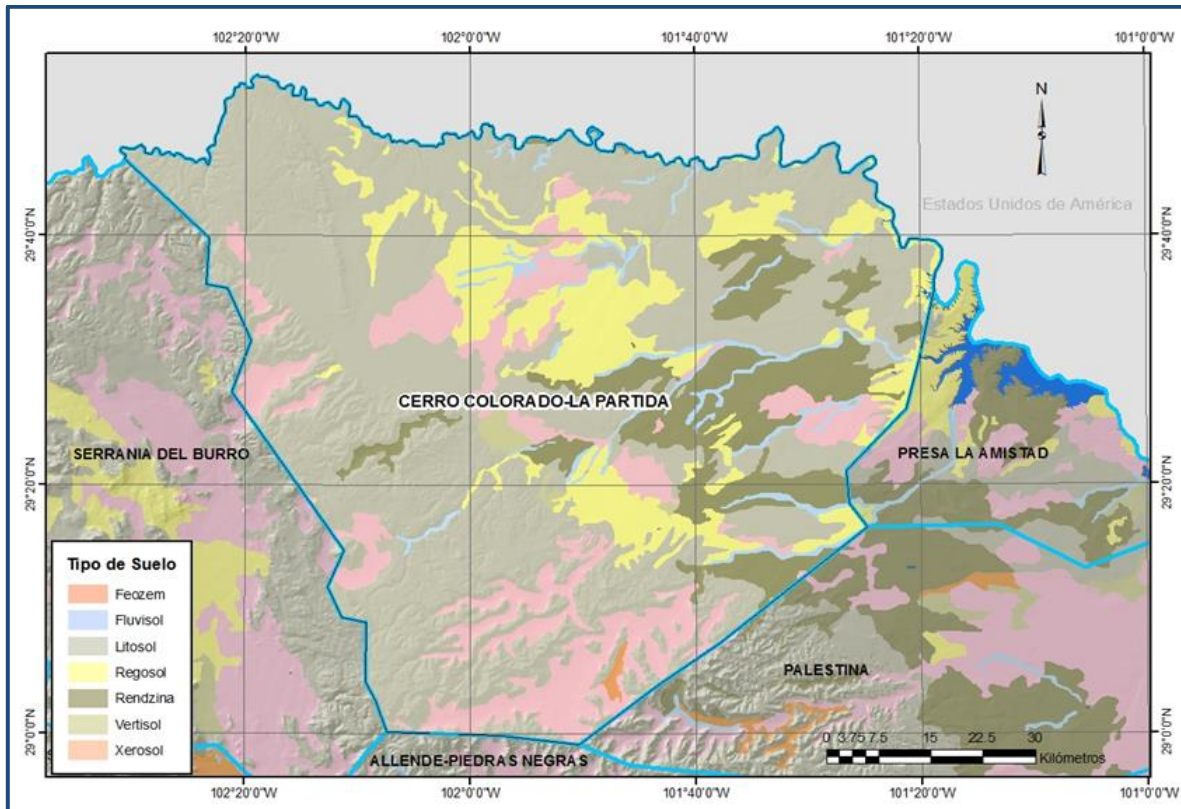 102°20'0"W 102°0'0"W 101°40'0"W 101°20'0"W 101°0'0"W
N
Estados Unidos de América
29°40'0"N 29°40'0"N
CERRO COLORADO-LA PARTIDA
SERRANIA DEL BURRO
PRESA LA AMISTAD
29°20'0"N 29°20'0"N
Tipo de Suelo
Feozem
Fluvisol
Litosol
Regosol
Rendzina
Vertisol
Xerosol
PALESTINA
29°0'0"N 29°0'0"N
0 3.75 7.5 15 22.5 30
Kilómetros
ALLENDE-PIEDRAS NEGRAS
102°20'0"W 102°0'0"W 101°40'0"W 101°20'0"W 101°0'0"W